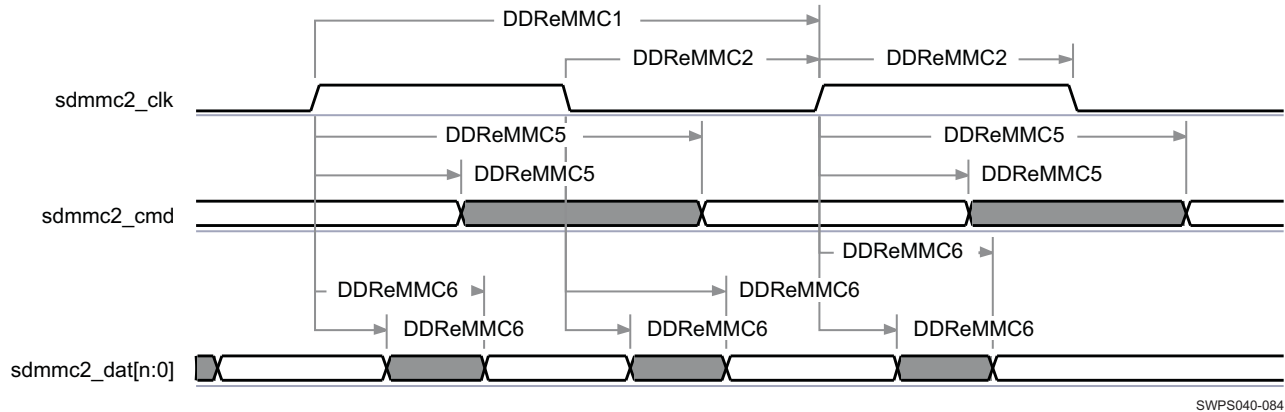 DDReMMC1
DDReMMC2 DDReMMC2
sdmmc2_clk
DDReMMC5 DDReMMC5
DDReMMC5 DDReMMC5
sdmmc2_cmd
DDReMMC6
DDReMMC6 DDReMMC6
DDReMMC6 DDReMMC6 DDReMMC6
sdmmc2_dat[n:0]
SWPS040-084